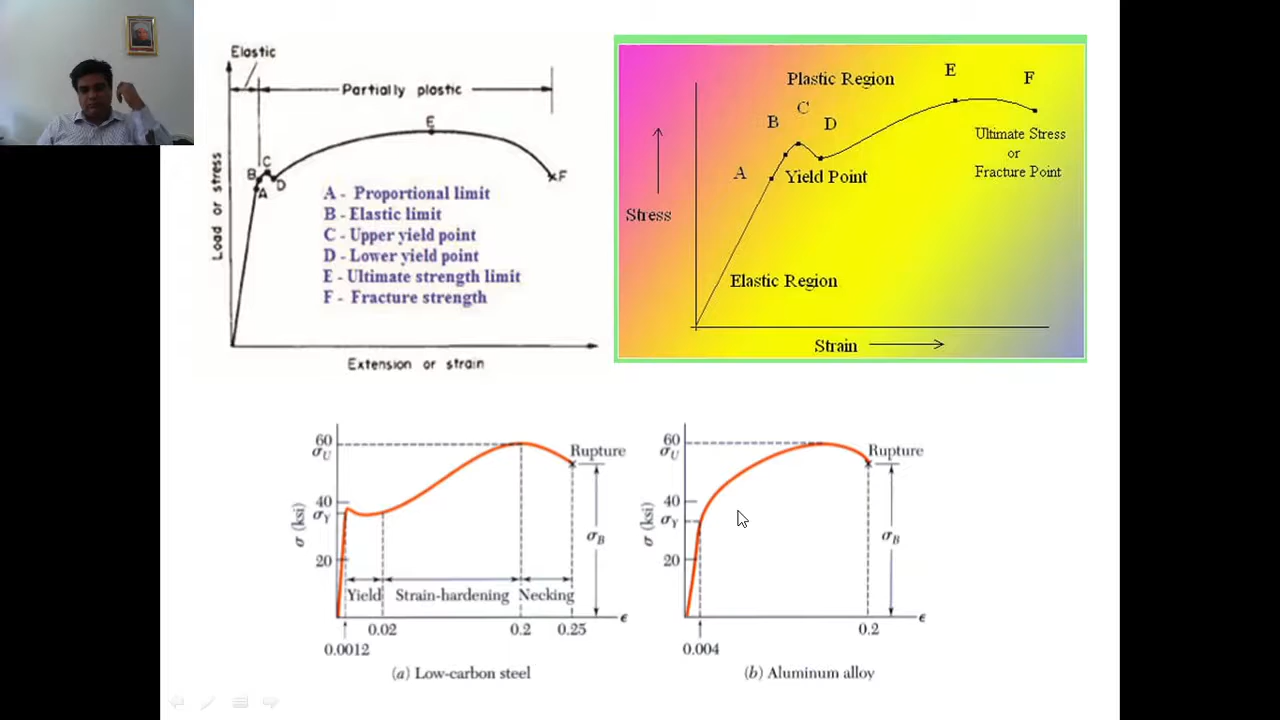 Elastic
Partially plastic
E
C
B
D
A
F
Load or stress
A - Proportional limit
B - Elastic limit
C - Upper yield point
D - Lower yield point
E - Ultimate strength limit
F - Fracture strength
Extension or strain
Plastic Region
E
F
C
B
D
Ultimate Stress
or
Fracture Point
A
Yield Point
Stress
Elastic Region
Strain
60
σU
Rupture
40
σY
σ (ksi)
σB
20
Yield
Strain-hardening
Necking
ϵ
0.02
0.2
0.25
0.0012
(a) Low-carbon steel
60
σU
Rupture
40
σY
σ (ksi)
σB
20
ϵ
0.2
0.004
(b) Aluminum alloy